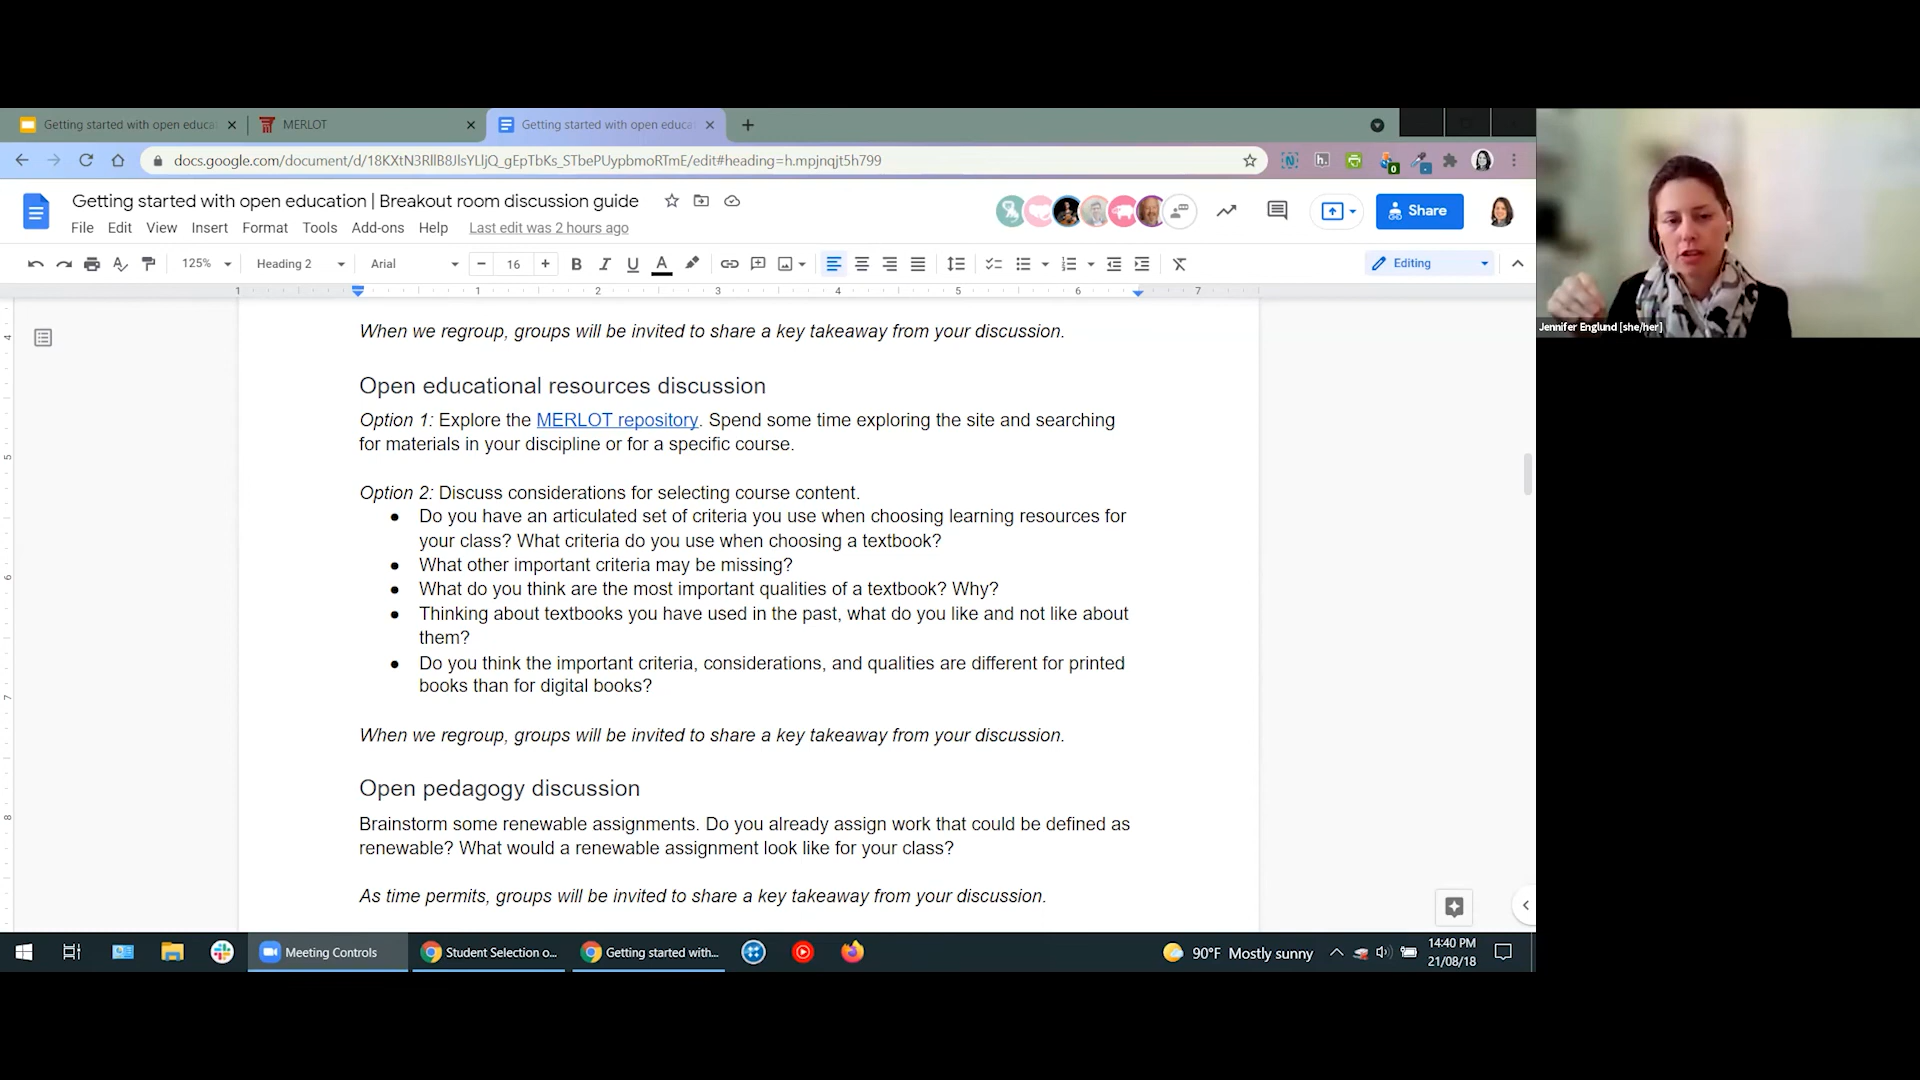 Getting started with open educa
MERLOT
Getting started with open educa
docs.google.com/document/d/18KXtN3RllB8JlsYLljQ_gEpTbKs_STbePUypbmoRTmE/edit#heading=h.mpjnqjt5h799
Getting started with open education | Breakout room discussion guide
Share
File Edit View Insert Format Tools Add-ons Help Last edit was 2 hours ago
125% Heading 2 Arial 16 B I U A Editing
1 1 2 3 4 5 6 7
When we regroup, groups will be invited to share a key takeaway from your discussion.
Open educational resources discussion
Option 1: Explore the MERLOT repository. Spend some time exploring the site and searching
for materials in your discipline or for a specific course.
Option 2: Discuss considerations for selecting course content.
● Do you have an articulated set of criteria you use when choosing learning resources for
your class? What criteria do you use when choosing a textbook?
● What other important criteria may be missing?
● What do you think are the most important qualities of a textbook? Why?
● Thinking about textbooks you have used in the past, what do you like and not like about
them?
● Do you think the important criteria, considerations, and qualities are different for printed
books than for digital books?
When we regroup, groups will be invited to share a key takeaway from your discussion.
Open pedagogy discussion
Brainstorm some renewable assignments. Do you already assign work that could be defined as
renewable? What would a renewable assignment look like for your class?
As time permits, groups will be invited to share a key takeaway from your discussion.
4
5
6
7
8
Jennifer Englund [she/her]
Meeting Controls
Student Selection o...
Getting started with...
90°F Mostly sunny
14:40 PM
21/08/18